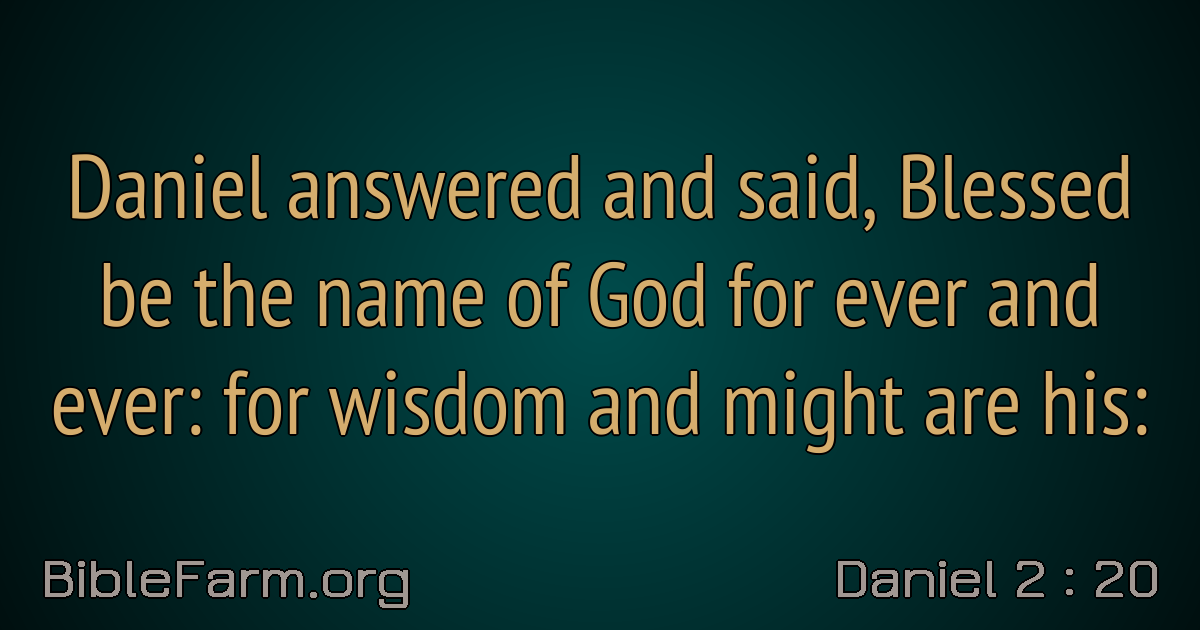 Daniel answered and said, Blessed
be the name of God for ever and
ever: for wisdom and might are his:
BibleFarm.org
Daniel 2 : 20